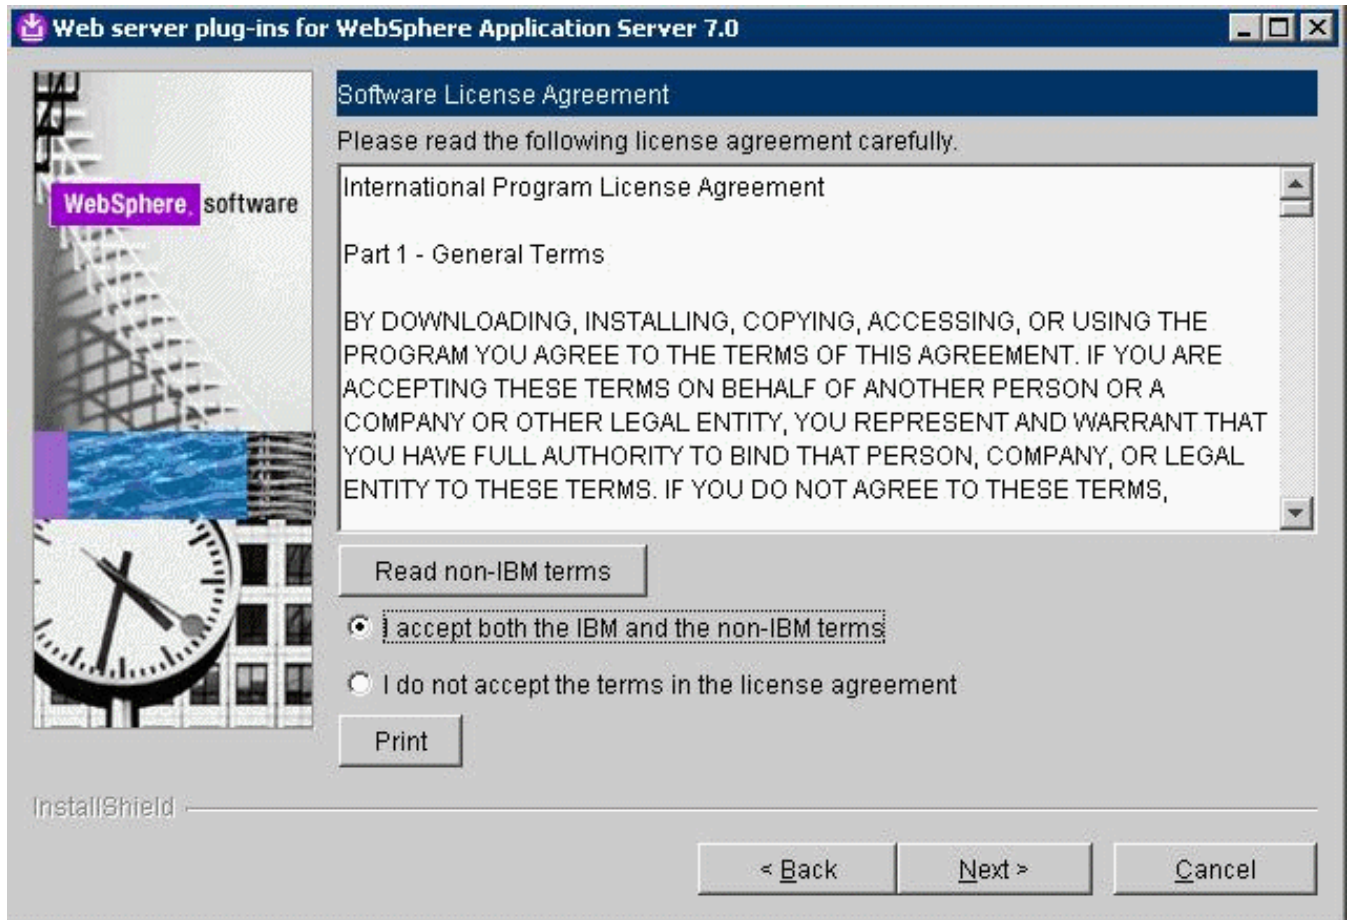 Web server plug-ins for WebSphere Application Server 7.0
WebSphere. software
Software License Agreement
Please read the following license agreement carefully.
International Program License Agreement
Part 1 - General Terms
BY DOWNLOADING, INSTALLING, COPYING, ACCESSING, OR USING THE
PROGRAM YOU AGREE TO THE TERMS OF THIS AGREEMENT. IF YOU ARE
ACCEPTING THESE TERMS ON BEHALF OF ANOTHER PERSON OR A
COMPANY OR OTHER LEGAL ENTITY, YOU REPRESENT AND WARRANT THAT
YOU HAVE FULL AUTHORITY TO BIND THAT PERSON, COMPANY, OR LEGAL
ENTITY TO THESE TERMS. IF YOU DO NOT AGREE TO THESE TERMS,
Read non-IBM terms
I accept both the IBM and the non-IBM terms
I do not accept the terms in the license agreement
Print
InstallShield
< Back
Next >
Cancel